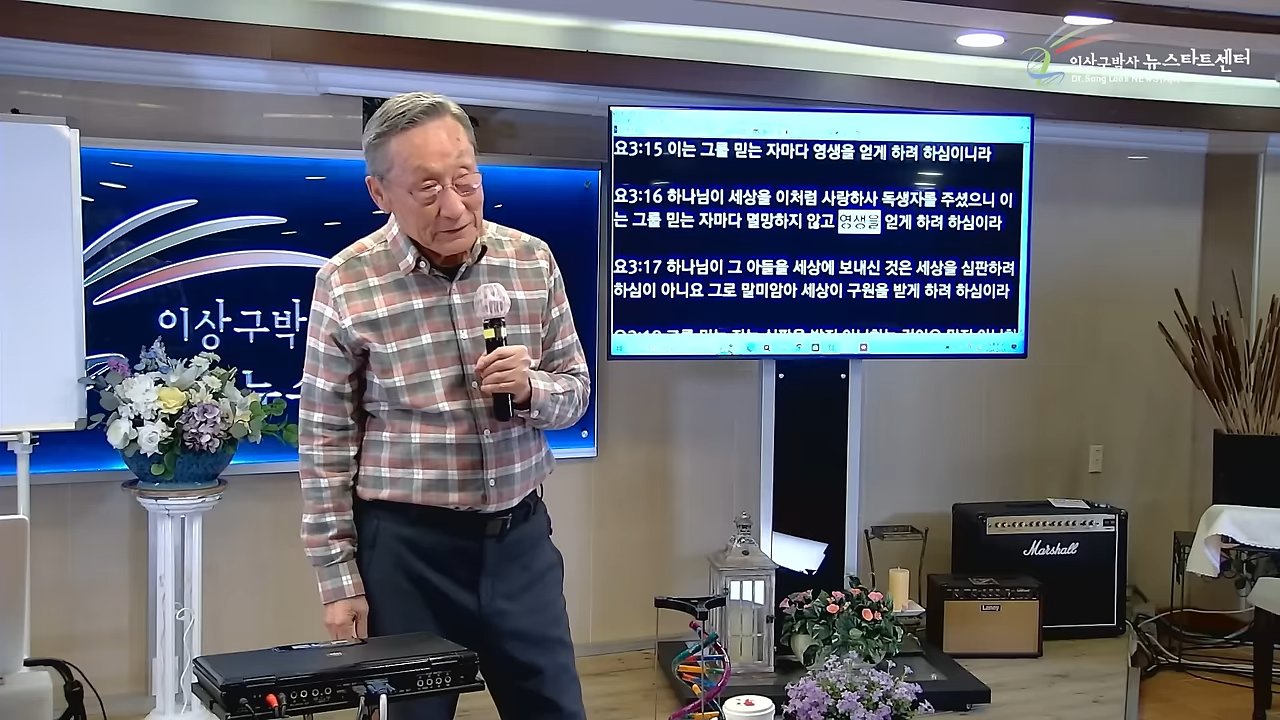 이상구박사 뉴스타트센터
요3:15 이는 그를 믿는 자마다 영생을 얻게 하려 하심이니라
요3:16 하나님이 세상을 이처럼 사랑하사 독생자를 주셨으니 이
는 그를 믿는 자마다 멸망하지 않고 영생을 얻게 하려 하심이라
요3:17 하나님이 그 아들을 세상에 보내신 것은 세상을 심판하려
하심이 아니요 그로 말미암아 세상이 구원을 받게 하려 하심이라
이상구박
뉴스
Marshall
Laney